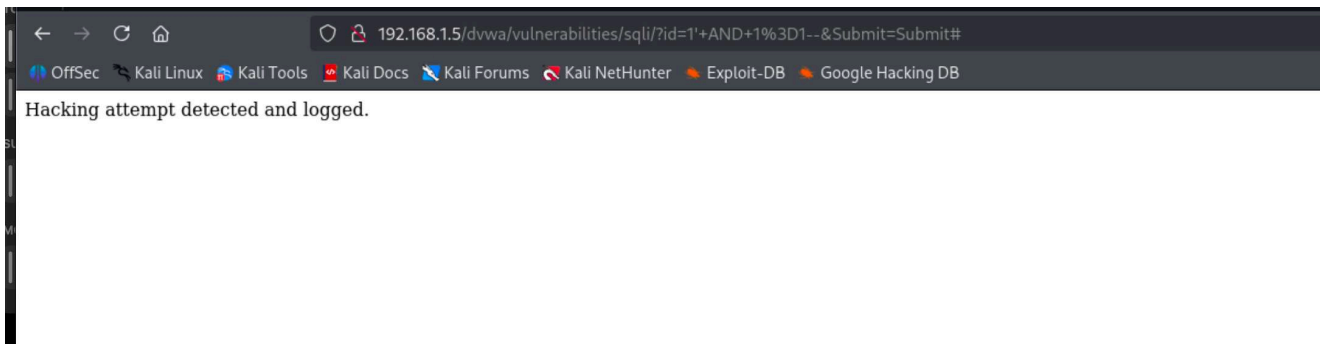 192.168.1.5/dvwa/vulnerabilities/sqli/?id=1'+AND+1%3D1--&Submit=Submit#
OffSec Kali Linux Kali Tools Kali Docs Kali Forums Kali NetHunter Exploit-DB Google Hacking DB
Hacking attempt detected and logged.